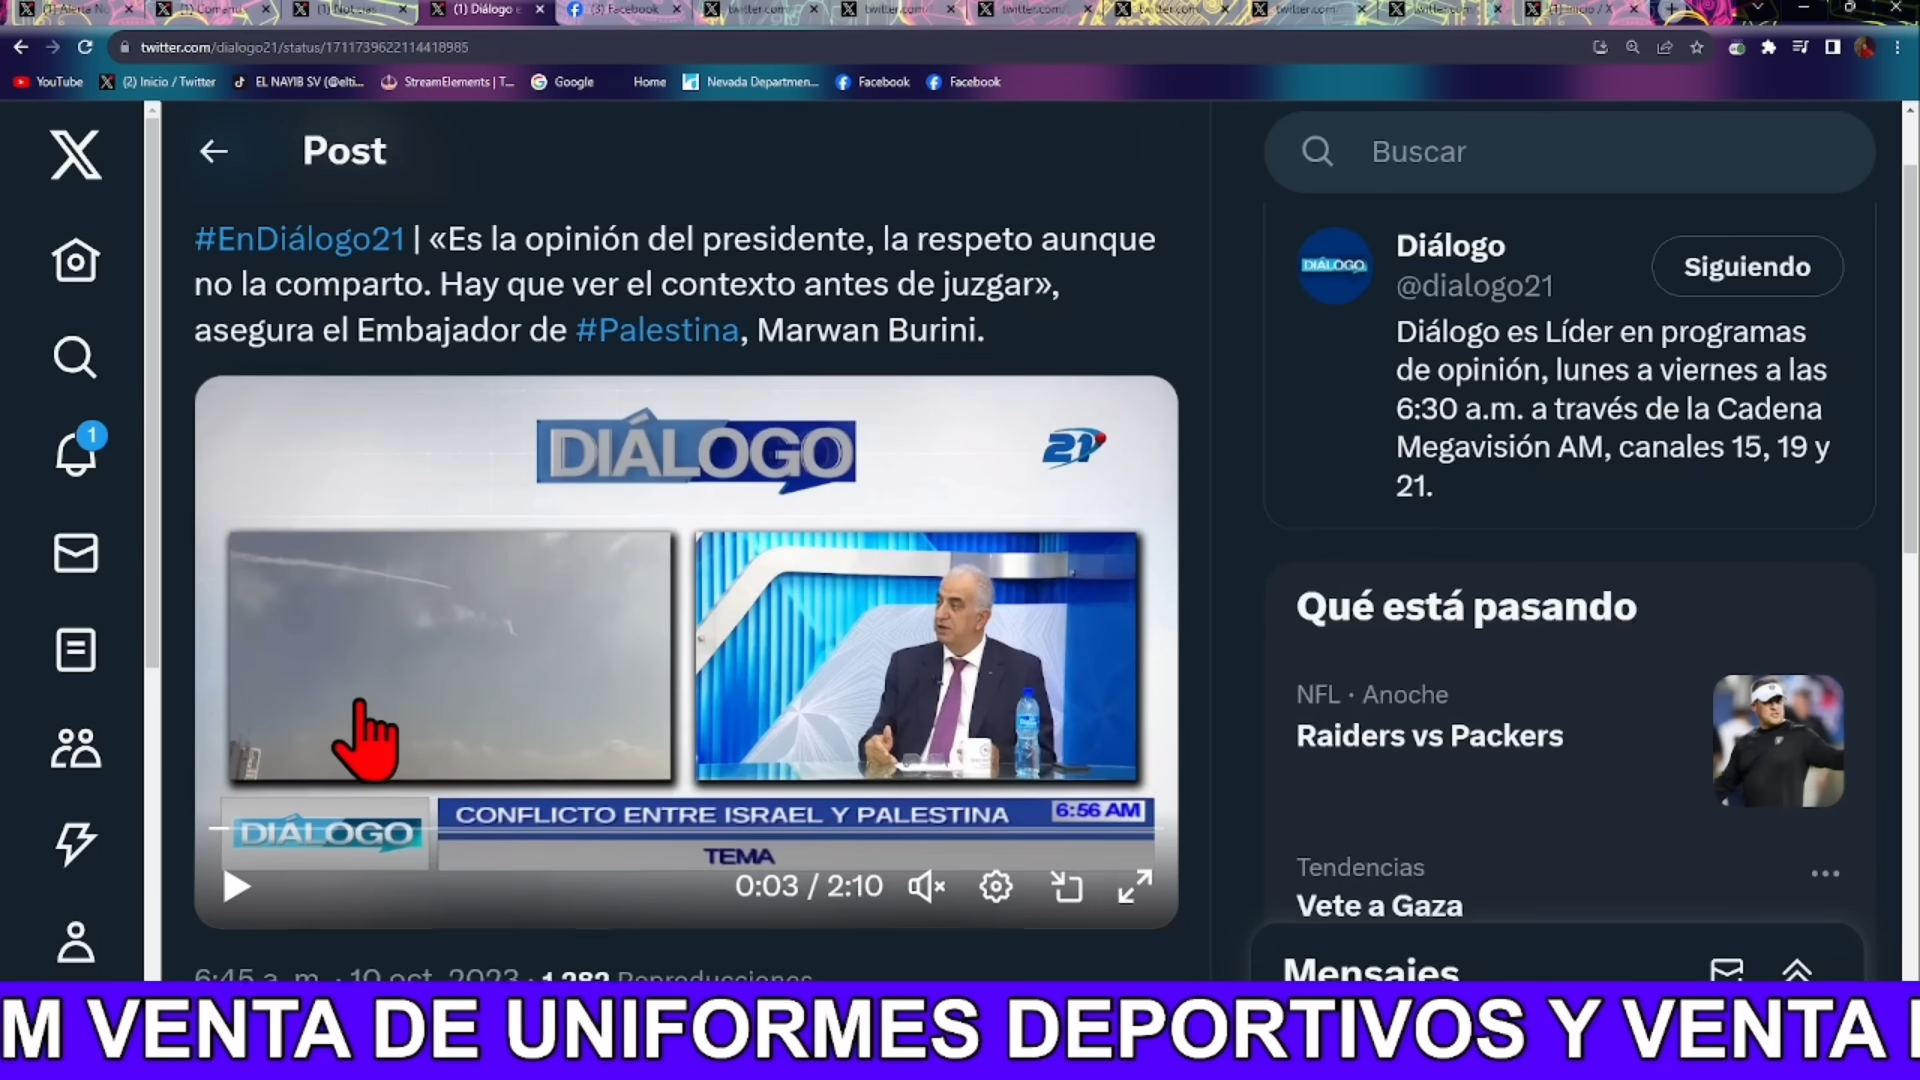 (1) Diálogo e
(3) Facebook
twitter.com/dialogo21/status/1711739622114418985
YouTube
(2) Inicio / Twitter
EL NAYIB SV (@elti...
StreamElements | T...
Google
Home
Nevada Departmen...
Facebook
Facebook
Post
Buscar
#EnDiálogo21 | «Es la opinión del presidente, la respeto aunque
no la comparto. Hay que ver el contexto antes de juzgar»,
asegura el Embajador de #Palestina, Marwan Burini.
DIÁLOGO
21
CONFLICTO ENTRE ISRAEL Y PALESTINA
6:56 AM
DIÁLOGO
TEMA
0:03 / 2:10
6:45 a. m. · 10 oct. 2023 · 1,282 Reproducciones
1
DIÁLOGO
Diálogo
@dialogo21
Siguiendo
Diálogo es Líder en programas
de opinión, lunes a viernes a las
6:30 a.m. a través de la Cadena
Megavisión AM, canales 15, 19 y
21.
Qué está pasando
NFL · Anoche
Raiders vs Packers
Tendencias
Vete a Gaza
Mensajes
M VENTA DE UNIFORMES DEPORTIVOS Y VENTA